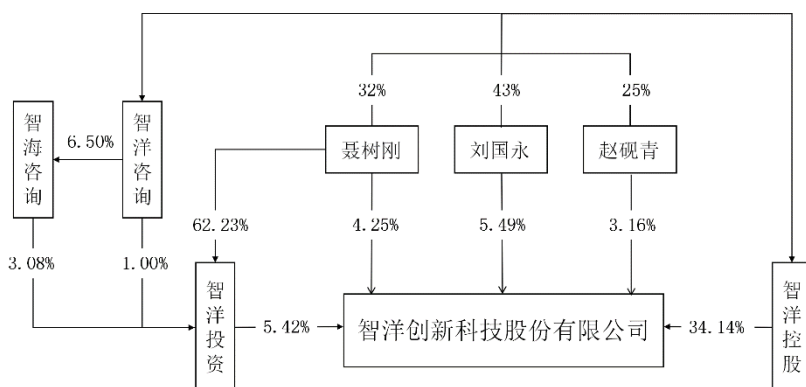 32%
43%
25%
智海咨询
6.50%
智洋咨询
聂树刚
刘国永
赵砚青
62.23%
4.25%
5.49%
3.16%
3.08%
1.00%
智洋投资
5.42%
智洋创新科技股份有限公司
34.14%
智洋控股